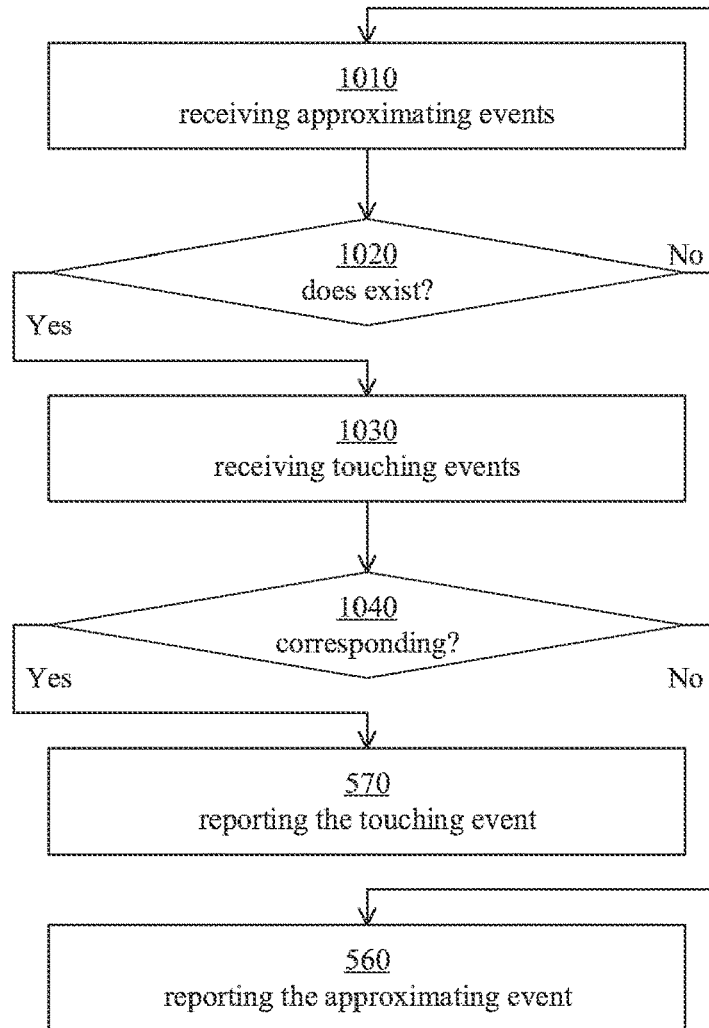 1010
receiving approximating events
1020
does exist?
No
Yes
1030
receiving touching events
1040
corresponding?
Yes
No
570
reporting the touching event
560
reporting the approximating event